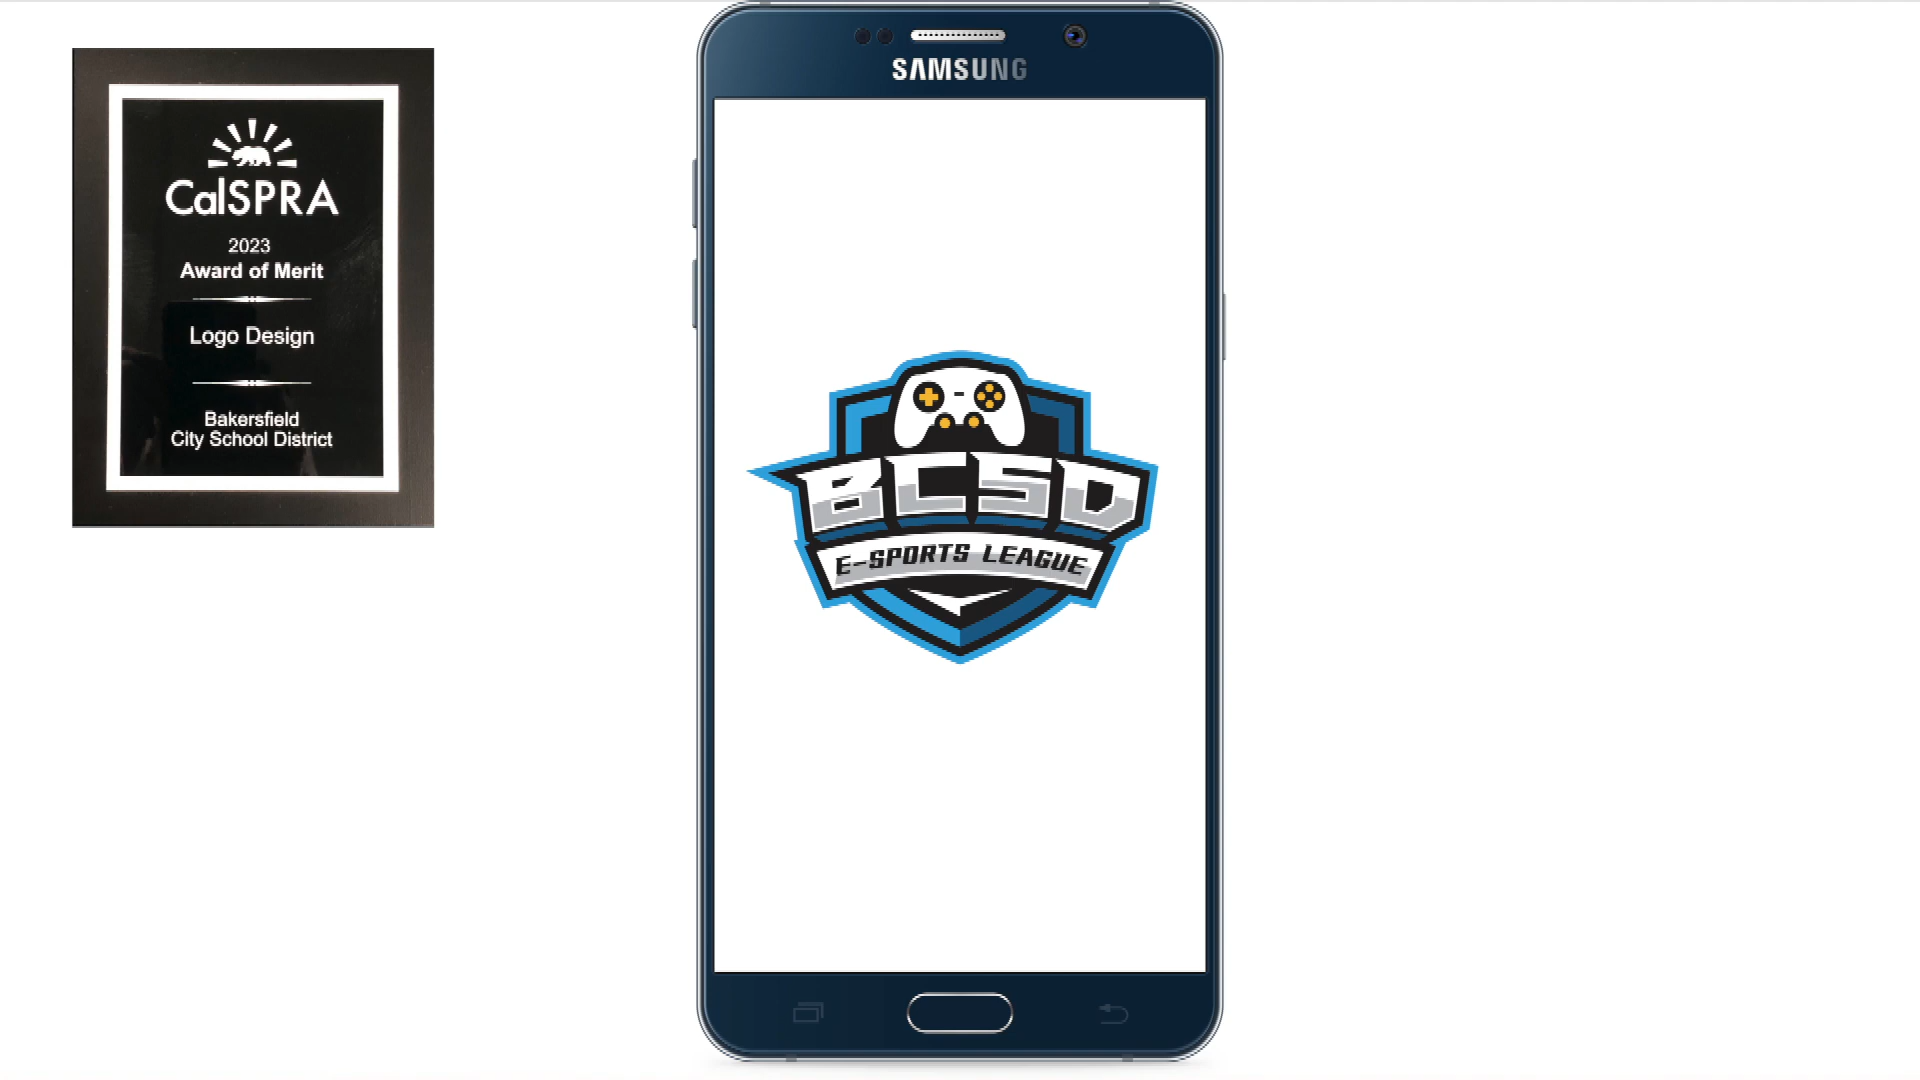 CalSPRA
2023
Award of Merit
Logo Design
Bakersfield
City School District
SAMSUNG
BCSD
E-SPORTS LEAGUE